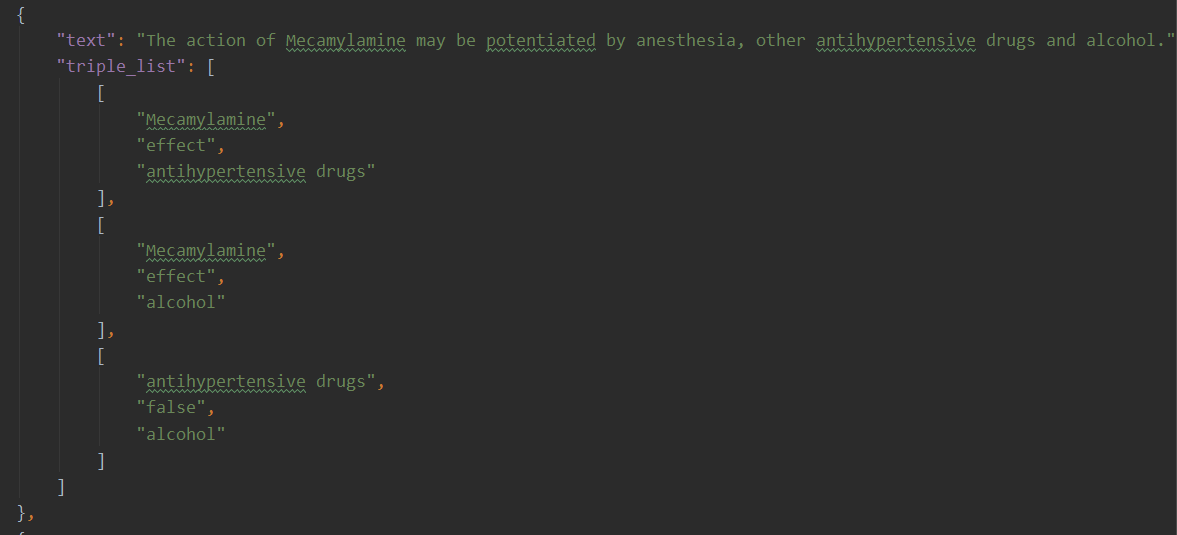 {
"text": "The action of Mecamylamine may be potentiated by anesthesia, other antihypertensive drugs and alcohol."
"triple_list": [
[
"Mecamylamine",
"effect",
"antihypertensive drugs"
],
[
"Mecamylamine",
"effect",
"alcohol"
],
[
"antihypertensive drugs",
"false",
"alcohol"
]
]
},